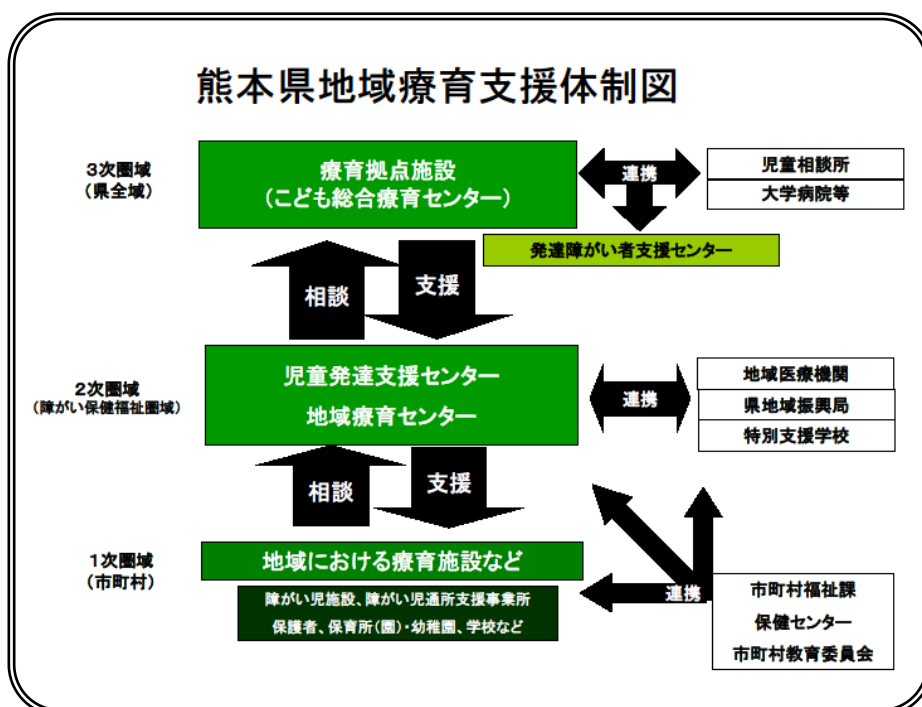 熊本県地域療育支援体制図
3次圏域
(県全域)
療育拠点施設
(こども総合療育センター)
連携
児童相談所
大学病院等
発達障がい者支援センター
相談
支援
2次圏域
(障がい保健福祉圏域)
児童発達支援センター
地域療育センター
連携
地域医療機関
県地域振興局
特別支援学校
相談
支援
1次圏域
(市町村)
地域における療育施設など
障がい児施設、障がい児通所支援事業所
保護者、保育所(園)・幼稚園、学校など
連携
市町村福祉課
保健センター
市町村教育委員会